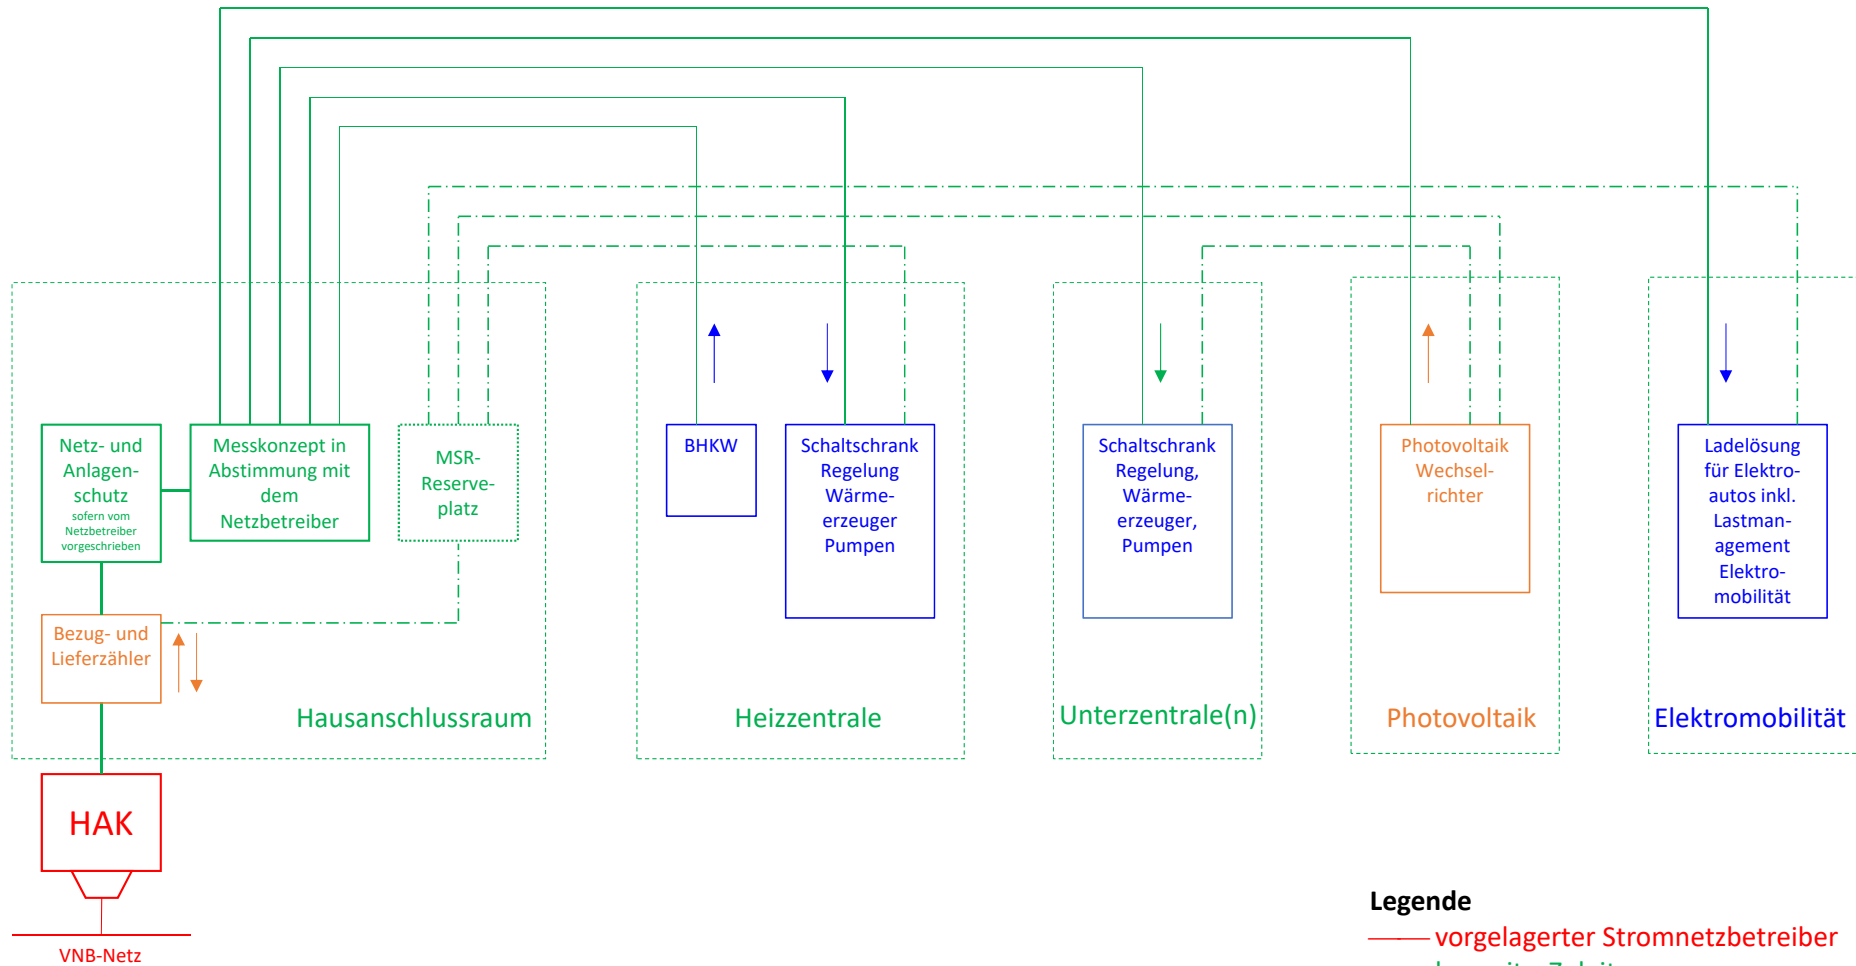 Netz- und
Anlagen-
schutz
sofern vom
Netzbetreiber
vorgeschrieben
Messkonzept in
Abstimmung mit
dem
Netzbetreiber
MSR-
Reserve-
platz
BHKW
Schaltschrank
Regelung
Wärme-
erzeuger
Pumpen
Schaltschrank
Regelung,
Wärme-
erzeuger,
Pumpen
Photovoltaik
Wechsel-
richter
Ladelösung
für Elektro-
autos inkl.
Lastman-
agement
Elektro-
mobilität
Bezug- und
Lieferzähler
Hausanschlussraum
Heizzentrale
Unterzentrale(n)
Photovoltaik
Elektromobilität
HAK
VNB-Netz
Legende
vorgelagerter Stromnetzbetreiber